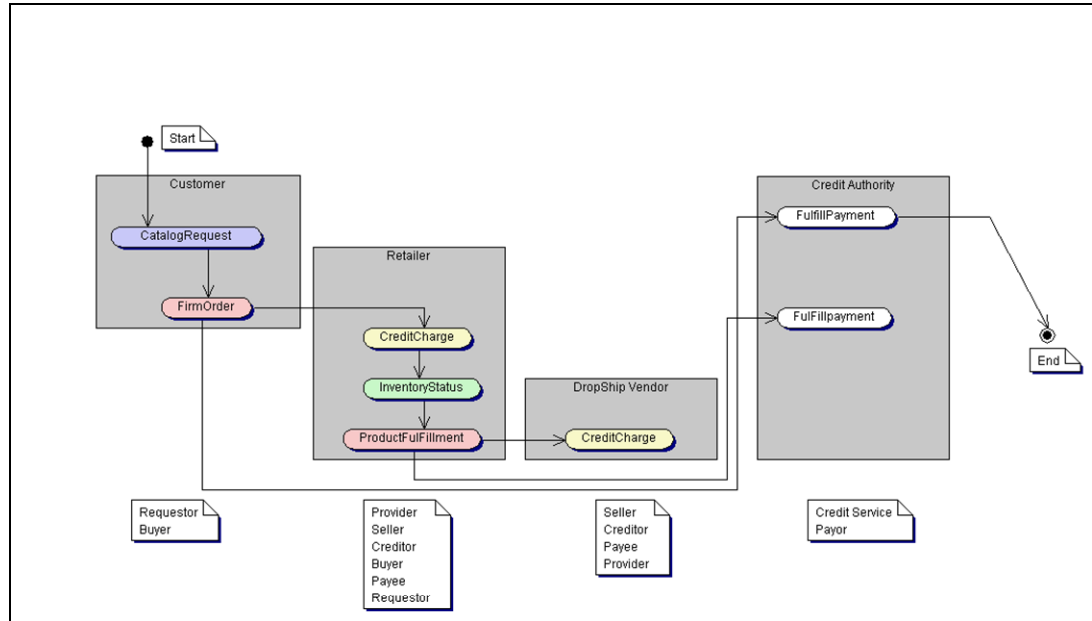 Start
Customer
CatalogRequest
FirmOrder
Retailer
CreditCharge
InventoryStatus
ProductFulFillment
DropShip Vendor
CreditCharge
Credit Authority
FulfillPayment
FulFillpayment
End
Requestor
Buyer
Provider
Seller
Creditor
Buyer
Payee
Requestor
Seller
Creditor
Payee
Provider
Credit Service
Payor